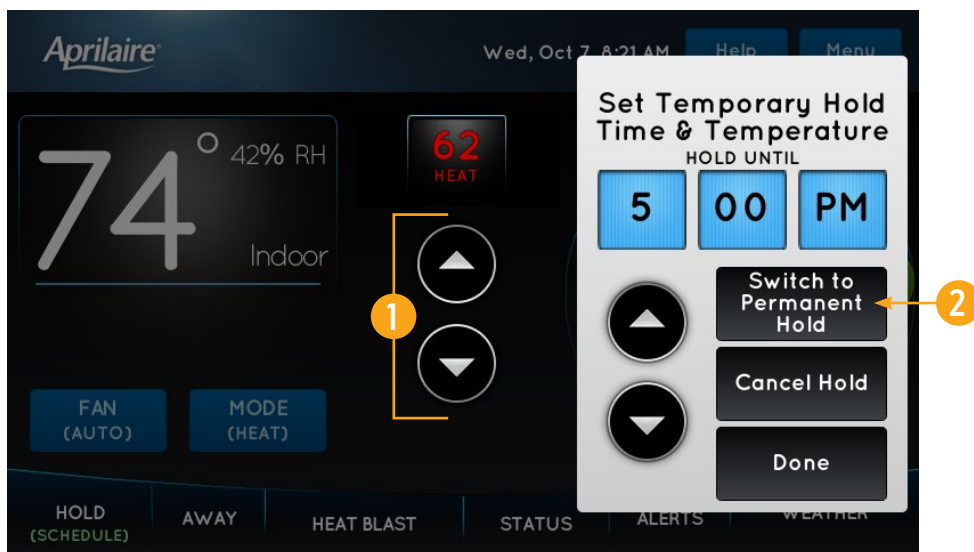 Aprilaire®
Wed, Oct 7 8:21 AM
Help
Menu
74° 42% RH
Indoor
62
HEAT
1
FAN
(AUTO)
MODE
(HEAT)
Set Temporary Hold
Time & Temperature
HOLD UNTIL
5 00 PM
Switch to
Permanent
Hold
2
Cancel Hold
Done
HOLD
(SCHEDULE)
AWAY
HEAT BLAST
STATUS
ALERTS
WEATHER